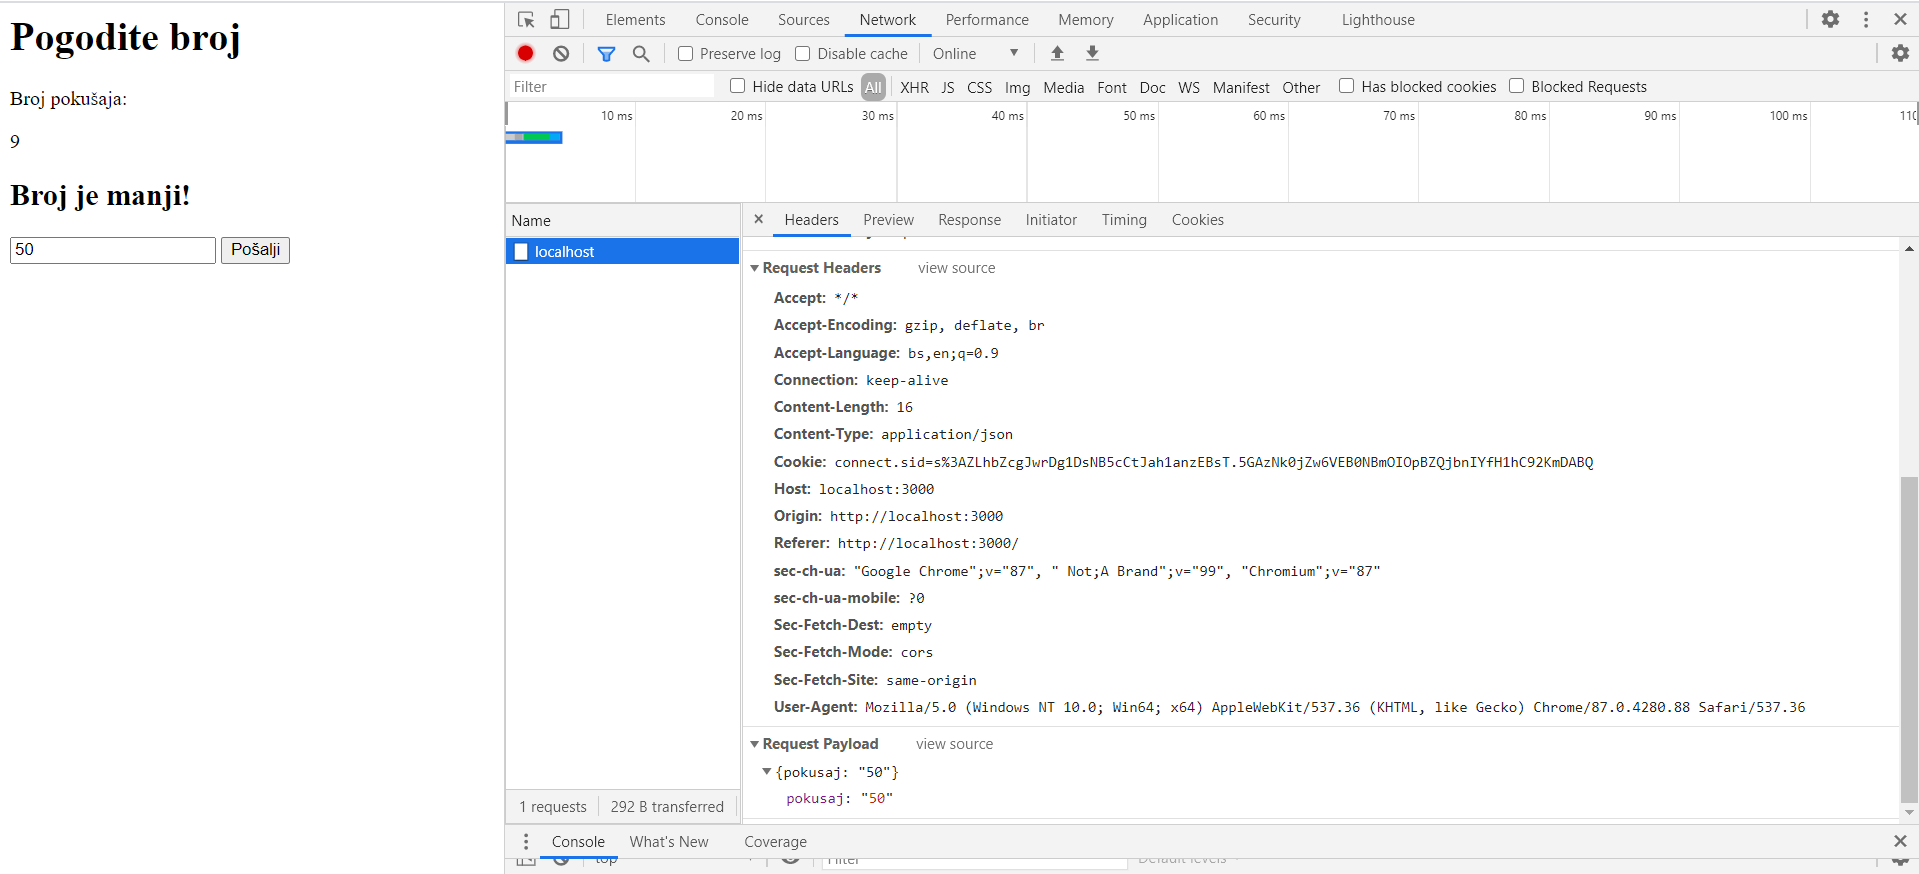 Pogodite broj
Broj pokušaja:
9
Broj je manji!
50 Pošalji
Elements Console Sources Network Performance Memory Application Security Lighthouse
Preserve log Disable cache Online
Filter Hide data URLs All XHR JS CSS Img Media Font Doc WS Manifest Other Has blocked cookies Blocked Requests
10 ms 20 ms 30 ms 40 ms 50 ms 60 ms 70 ms 80 ms 90 ms 100 ms 110
Name
localhost
1 requests 292 B transferred
Headers Preview Response Initiator Timing Cookies
Request Headers view source
Accept: */*
Accept-Encoding: gzip, deflate, br
Accept-Language: bs,en;q=0.9
Connection: keep-alive
Content-Length: 16
Content-Type: application/json
Cookie: connect.sid=s%3AZLhbZcgJwrDg1DsNB5cCtJah1anzEBsT.5GAzNk0jZw6VEB0NBmOIOpBZQjbnIYfH1hC92KmDABQ
Host: localhost:3000
Origin: http://localhost:3000
Referer: http://localhost:3000/
sec-ch-ua: "Google Chrome";v="87", " Not;A Brand";v="99", "Chromium";v="87"
sec-ch-ua-mobile: ?0
Sec-Fetch-Dest: empty
Sec-Fetch-Mode: cors
Sec-Fetch-Site: same-origin
User-Agent: Mozilla/5.0 (Windows NT 10.0; Win64; x64) AppleWebKit/537.36 (KHTML, like Gecko) Chrome/87.0.4280.88 Safari/537.36
Request Payload view source
{pokusaj: "50"}
pokusaj: "50"
Console What's New Coverage
top Filter Default levels